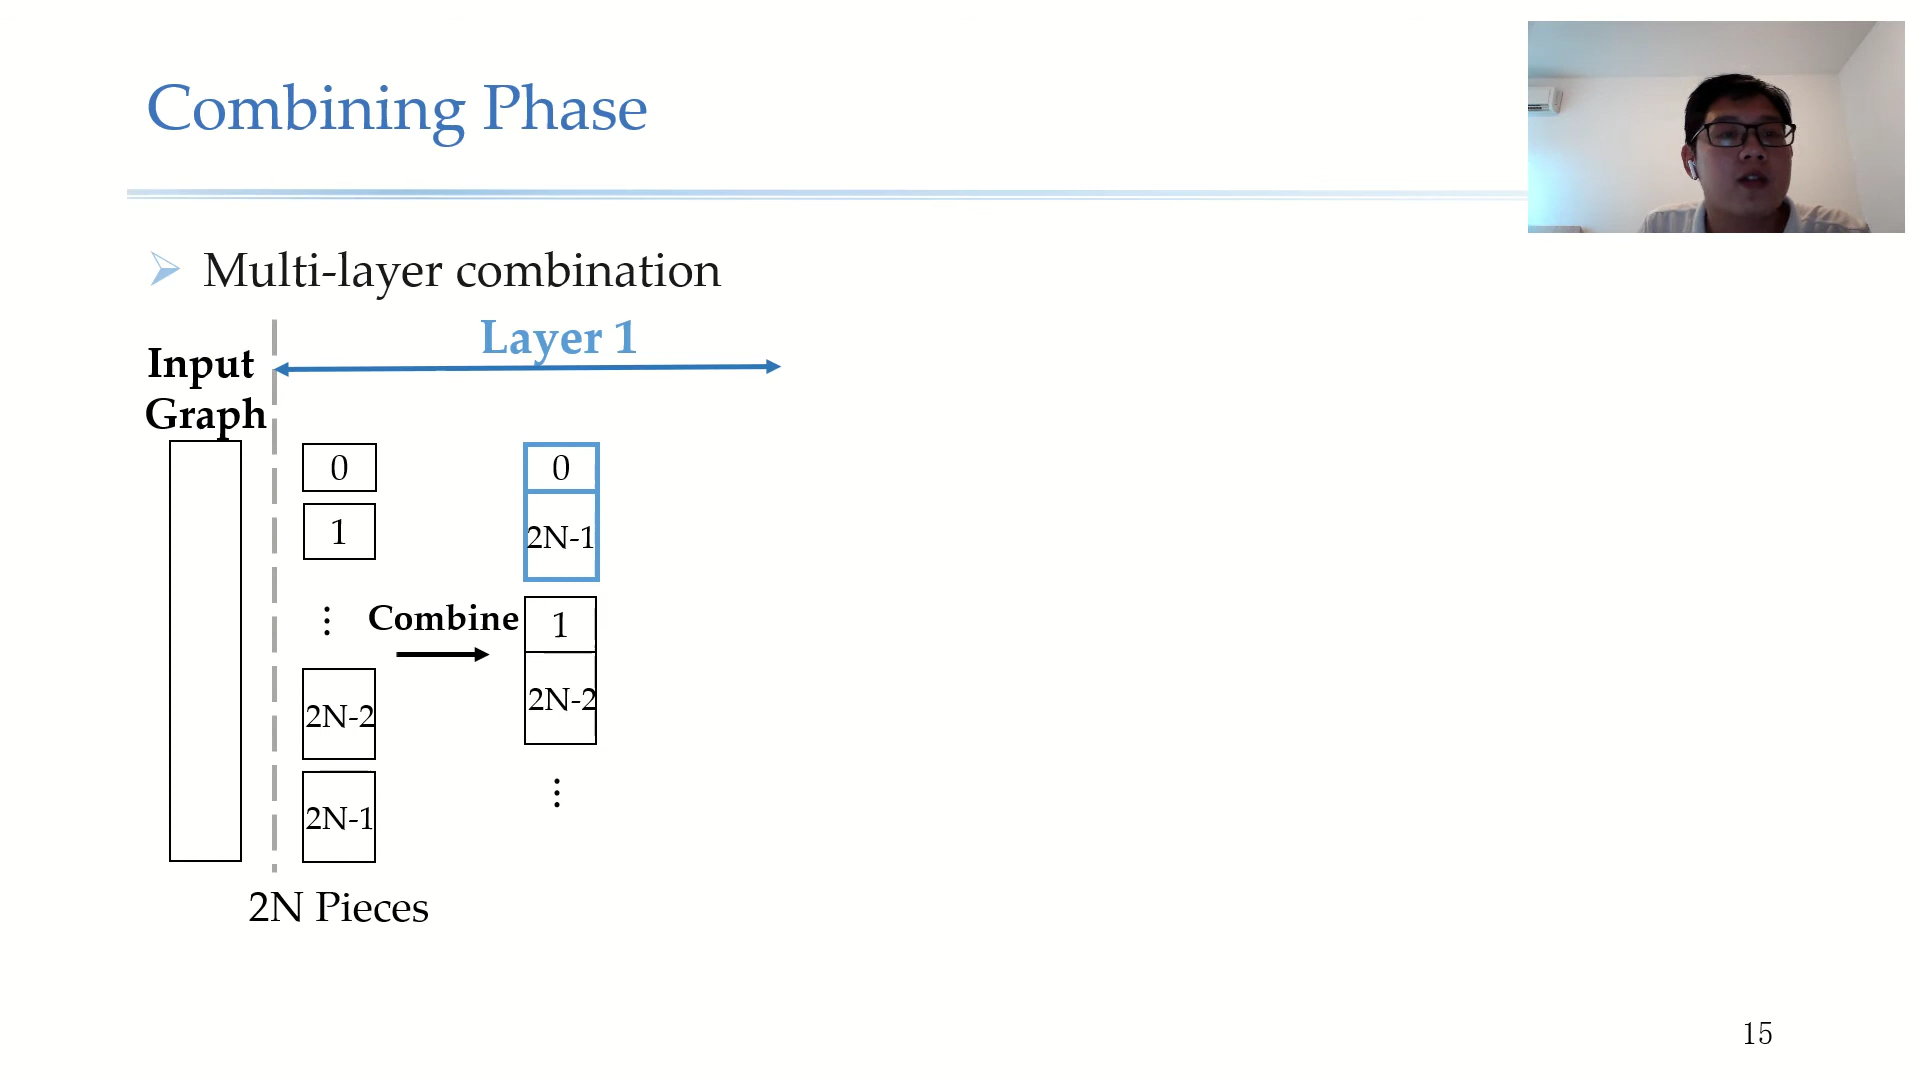 Combining Phase
Multi-layer combination
Layer 1
Input
Graph
0
1
⋮
2N-2
2N-1
Combine
0
2N-1
1
2N-2
⋮
2N Pieces
15